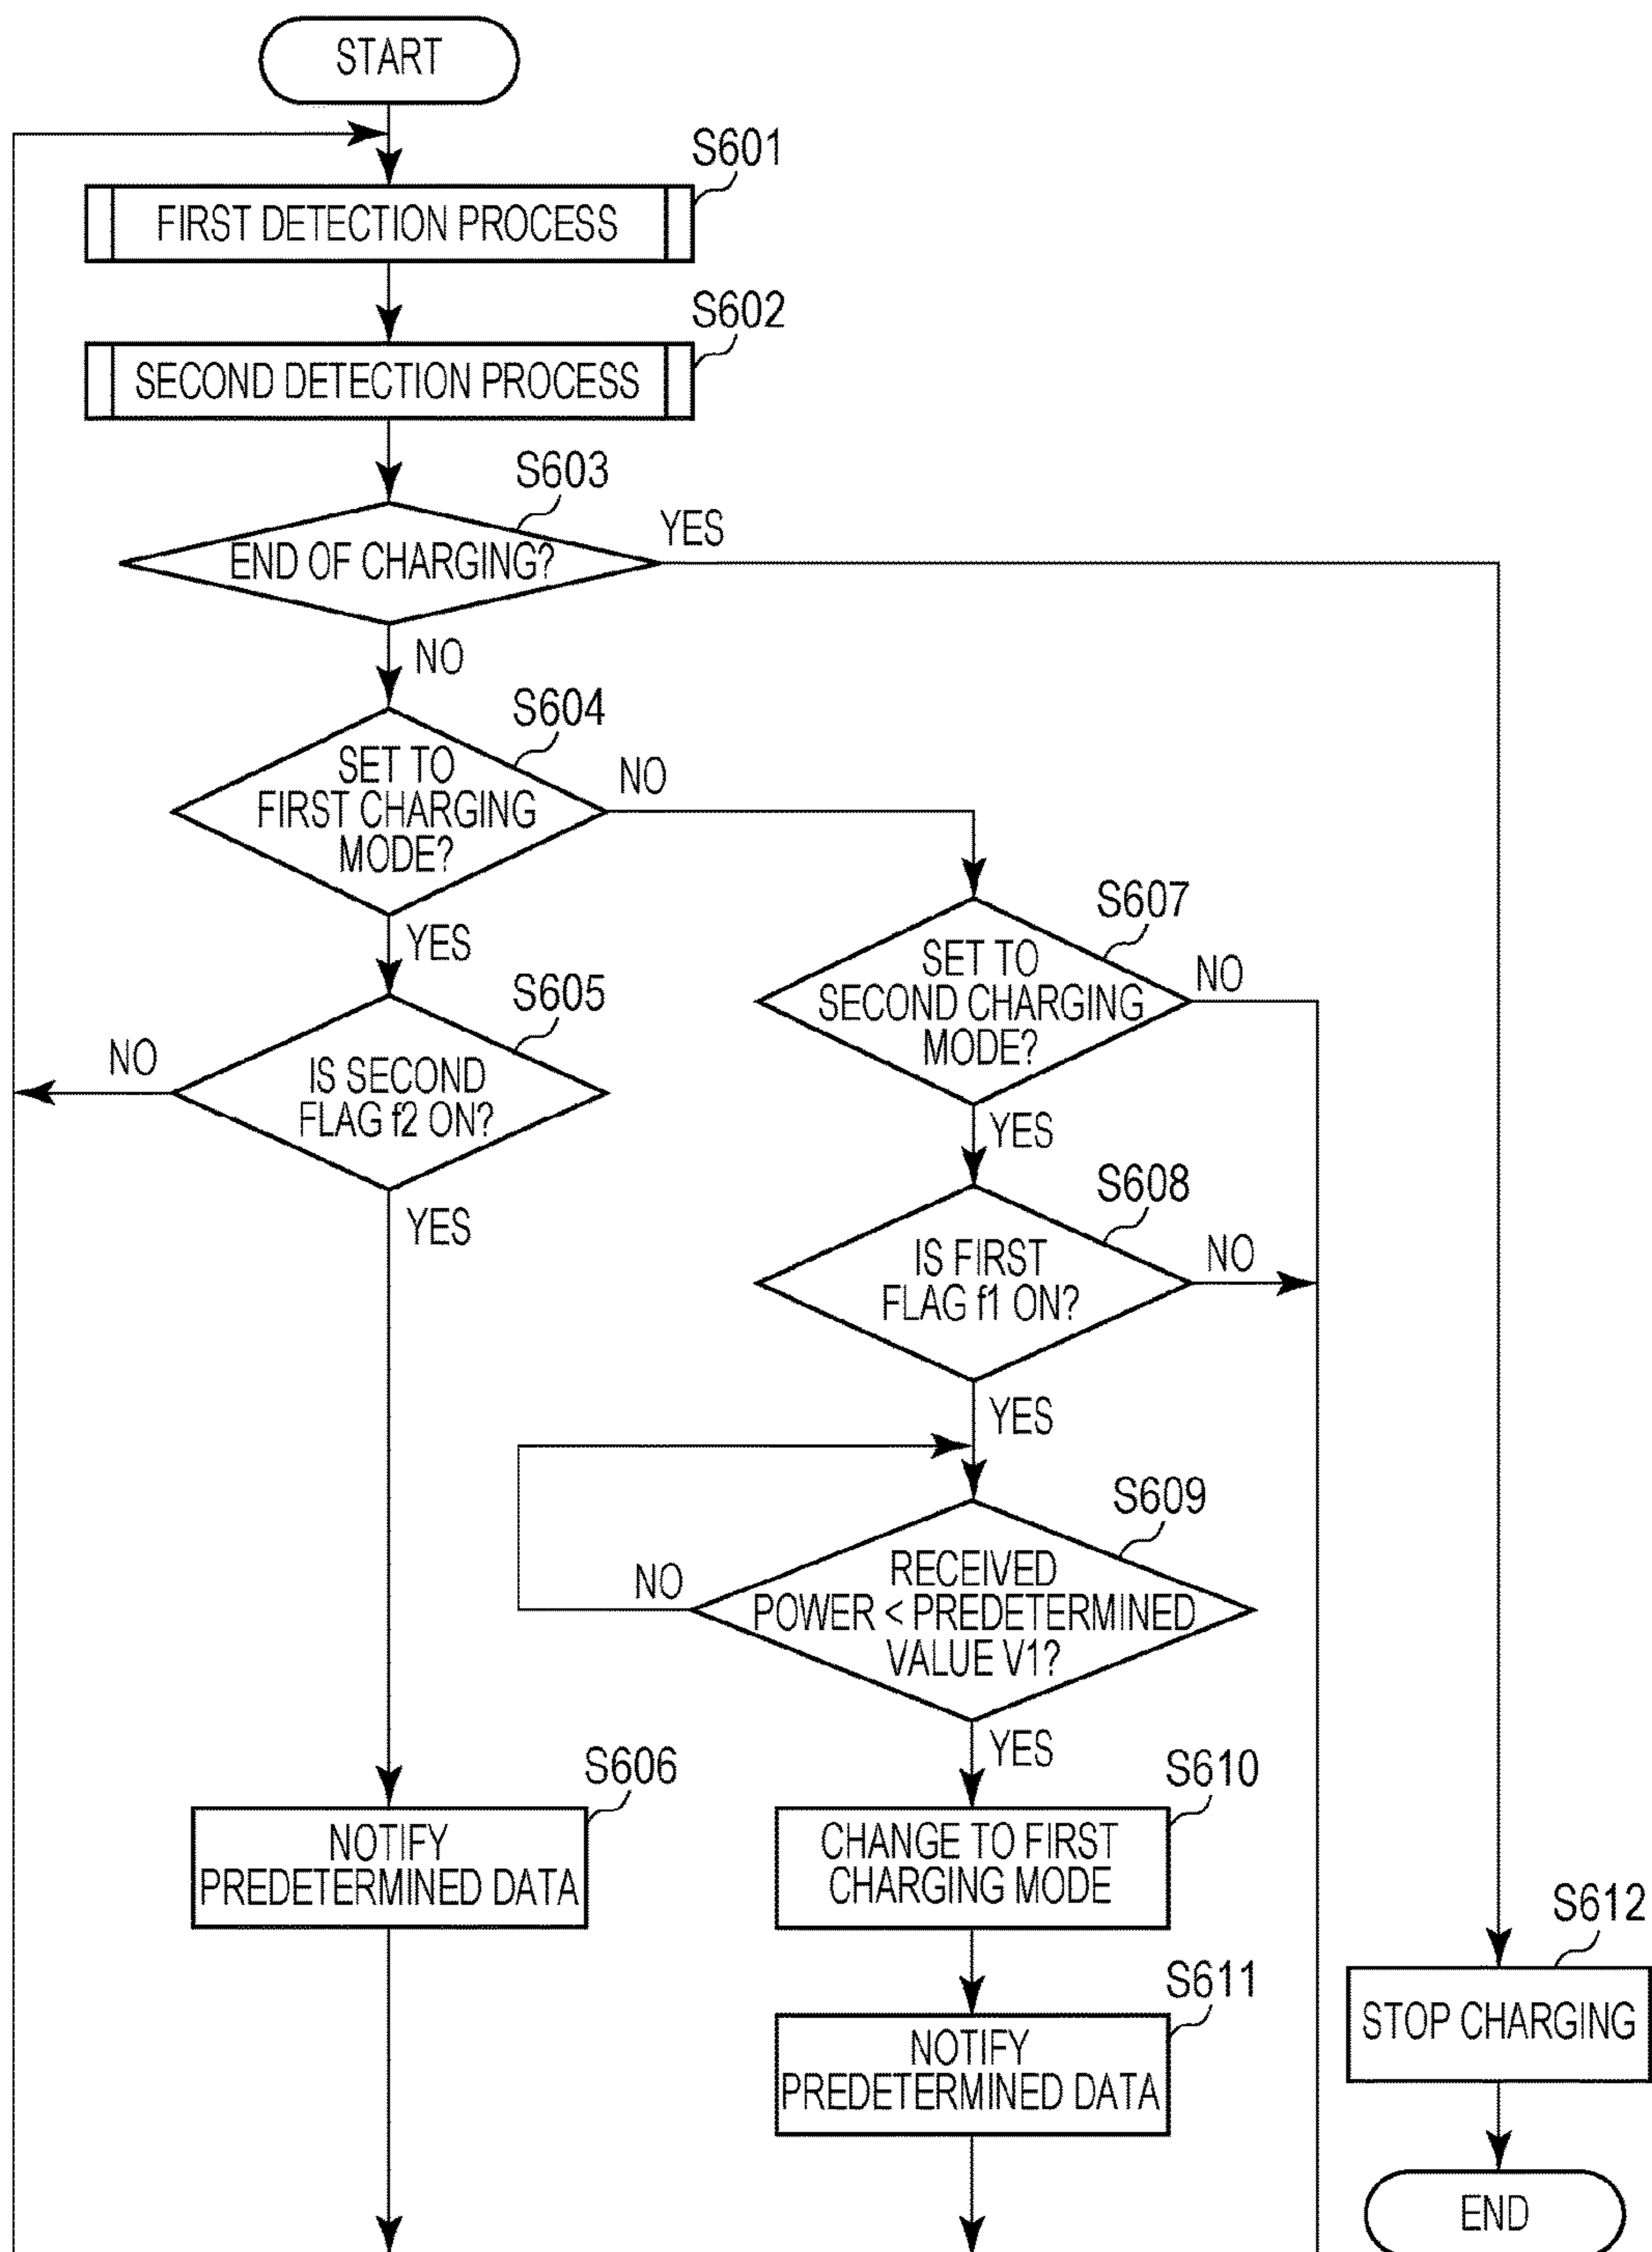 START
S601
FIRST DETECTION PROCESS
S602
SECOND DETECTION PROCESS
S603
END OF CHARGING?
YES
NO
S604
SET TO
FIRST CHARGING
MODE?
NO
YES
S607
SET TO
SECOND CHARGING
MODE?
NO
YES
S605
IS SECOND
FLAG f2 ON?
NO
YES
S608
IS FIRST
FLAG f1 ON?
NO
YES
S609
RECEIVED
POWER < PREDETERMINED
VALUE V1?
NO
YES
S606
NOTIFY
PREDETERMINED DATA
S610
CHANGE TO FIRST
CHARGING MODE
S611
NOTIFY
PREDETERMINED DATA
S612
STOP CHARGING
END